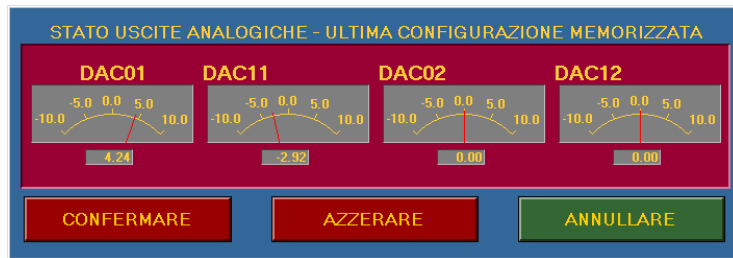 STATO USCITE ANALOGICHE - ULTIMA CONFIGURAZIONE MEMORIZZATA
DAC01 DAC11 DAC02 DAC12
-10.0 -5.0 0.0 5.0 10.0 -10.0 -5.0 0.0 5.0 10.0 -10.0 -5.0 0.0 5.0 10.0 -10.0 -5.0 0.0 5.0 10.0
4.24 -2.92 0.00 0.00
CONFERMARE AZZERARE ANNULLARE